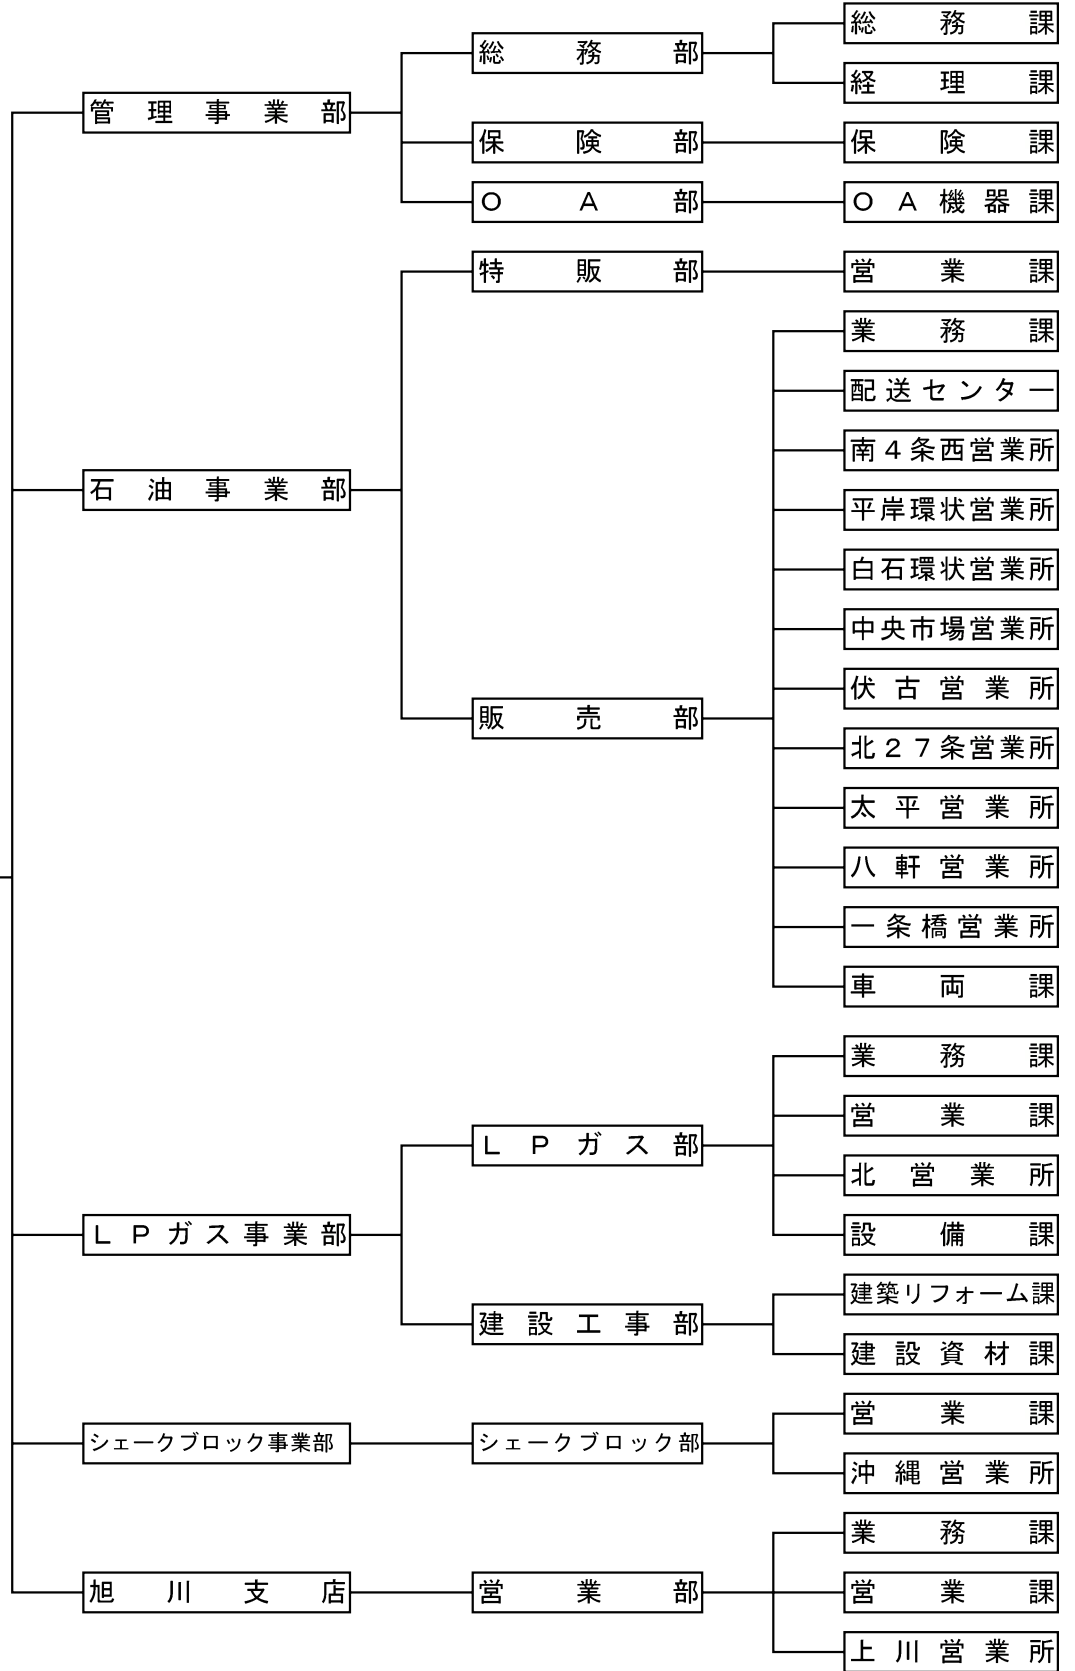 総務課
総務部
経理課
管理事業部
保険部
保険課
OA部
OA機器課
特販部
営業課
業務課
配送センター
南4条西営業所
石油事業部
平岸環状営業所
白石環状営業所
中央市場営業所
伏古営業所
販売部
北27条営業所
太平営業所
八軒営業所
一条橋営業所
車両課
業務課
営業課
LPガス部
北営業所
LPガス事業部
設備課
建築リフォーム課
建設工事部
建設資材課
営業課
シェークブロック事業部
シェークブロック部
沖縄営業所
業務課
旭川支店
営業部
営業課
上川営業所